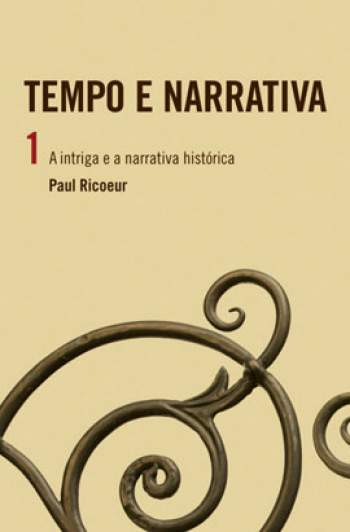 TEMPO E NARRATIVA
1 A intriga e a narrativa histórica
Paul Ricoeur